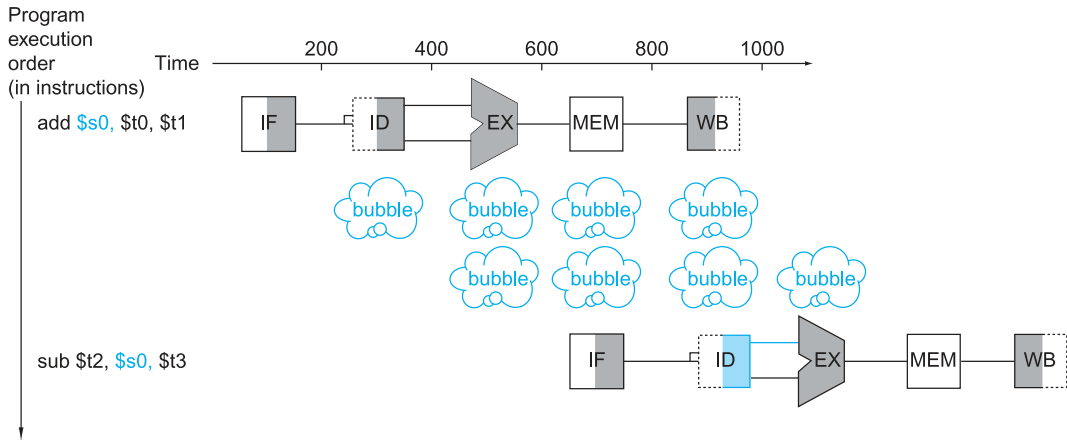 Program
execution
order
(in instructions)
Time
200 400 600 800 1000
add $s0, $t0, $t1
IF ID EX MEM WB
bubble bubble bubble bubble
bubble bubble bubble bubble
sub $t2, $s0, $t3
IF ID EX MEM WB